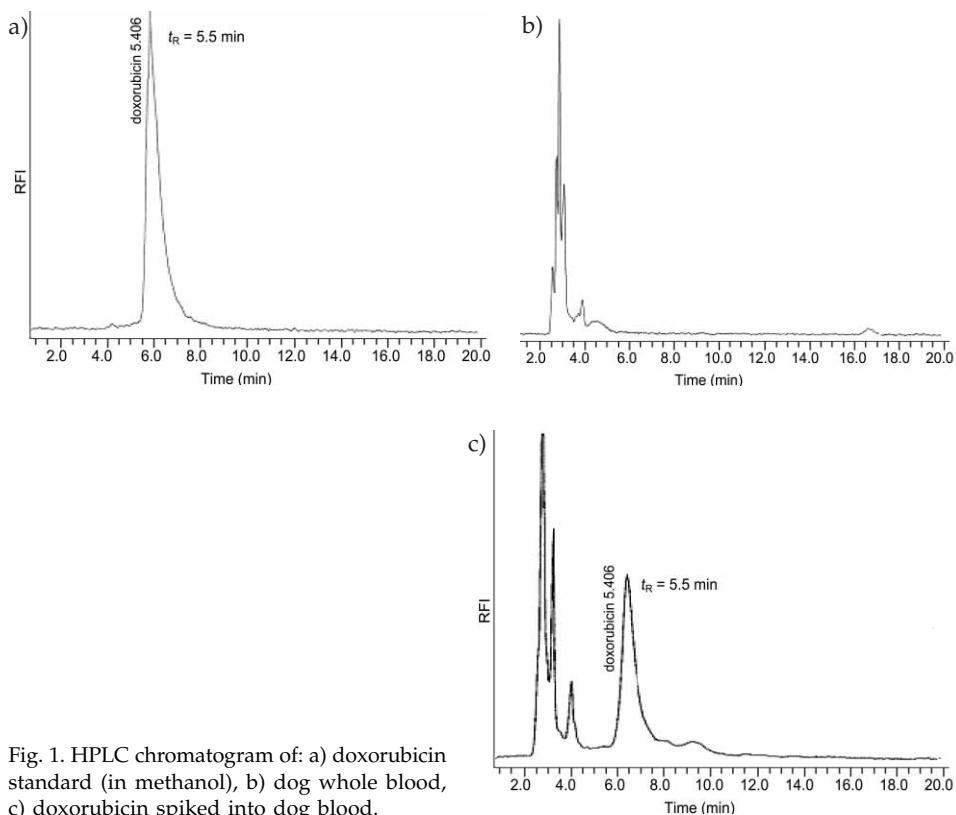 a)
doxorubicin 5.406
tR = 5.5 min
RFI
2.0 4.0 6.0 8.0 10.0 12.0 14.0 16.0 18.0 20.0
Time (min)
b)
2.0 4.0 6.0 8.0 10.0 12.0 14.0 16.0 18.0 20.0
Time (min)
c)
doxorubicin 5.406
tR = 5.5 min
RFI
2.0 4.0 6.0 8.0 10.0 12.0 14.0 16.0 18.0 20.0
Time (min)
Fig. 1. HPLC chromatogram of: a) doxorubicin
standard (in methanol), b) dog whole blood,
c) doxorubicin spiked into dog blood.